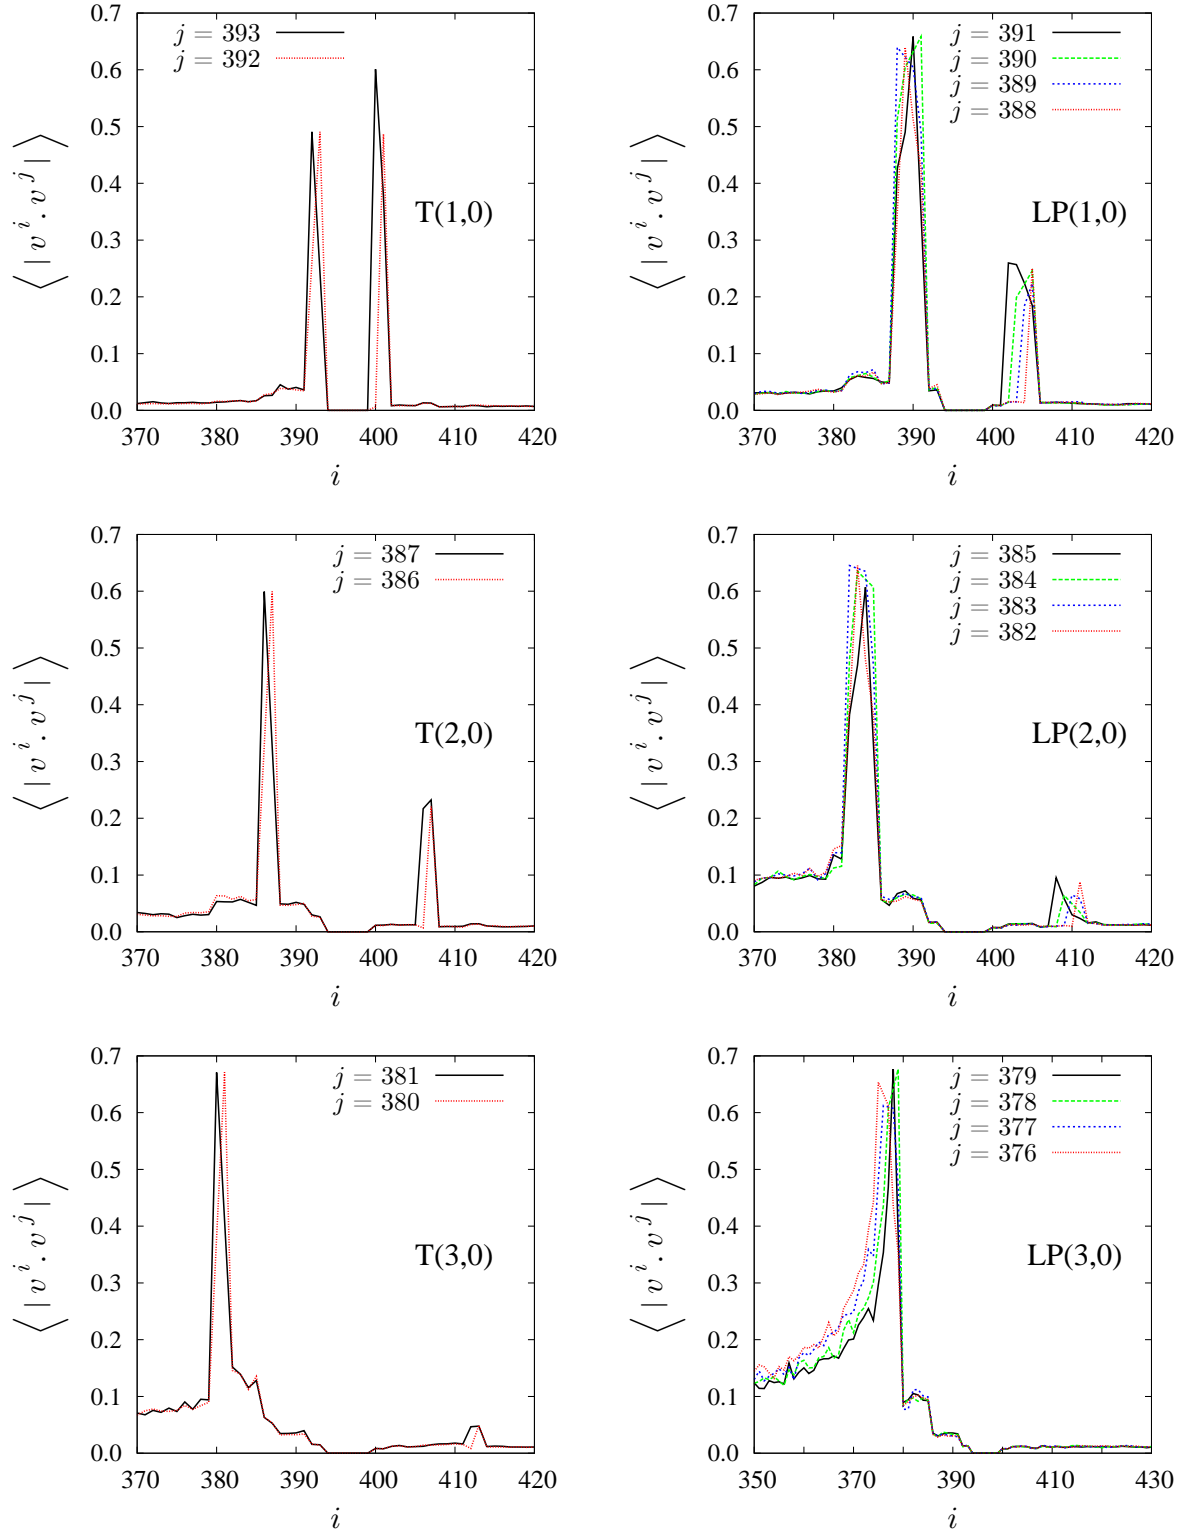 ⟨ | v^i . v^j | ⟩
0.7
0.6
0.5
0.4
0.3
0.2
0.1
0.0
j = 393
j = 392
T(1,0)
370 380 390 400 410 420
i
⟨ | v^i . v^j | ⟩
0.7
0.6
0.5
0.4
0.3
0.2
0.1
0.0
j = 391
j = 390
j = 389
j = 388
LP(1,0)
370 380 390 400 410 420
i
⟨ | v^i . v^j | ⟩
0.7
0.6
0.5
0.4
0.3
0.2
0.1
0.0
j = 387
j = 386
T(2,0)
370 380 390 400 410 420
i
⟨ | v^i . v^j | ⟩
0.7
0.6
0.5
0.4
0.3
0.2
0.1
0.0
j = 385
j = 384
j = 383
j = 382
LP(2,0)
370 380 390 400 410 420
i
⟨ | v^i . v^j | ⟩
0.7
0.6
0.5
0.4
0.3
0.2
0.1
0.0
j = 381
j = 380
T(3,0)
370 380 390 400 410 420
i
⟨ | v^i . v^j | ⟩
0.7
0.6
0.5
0.4
0.3
0.2
0.1
0.0
j = 379
j = 378
j = 377
j = 376
LP(3,0)
350 370 390 410 430
i